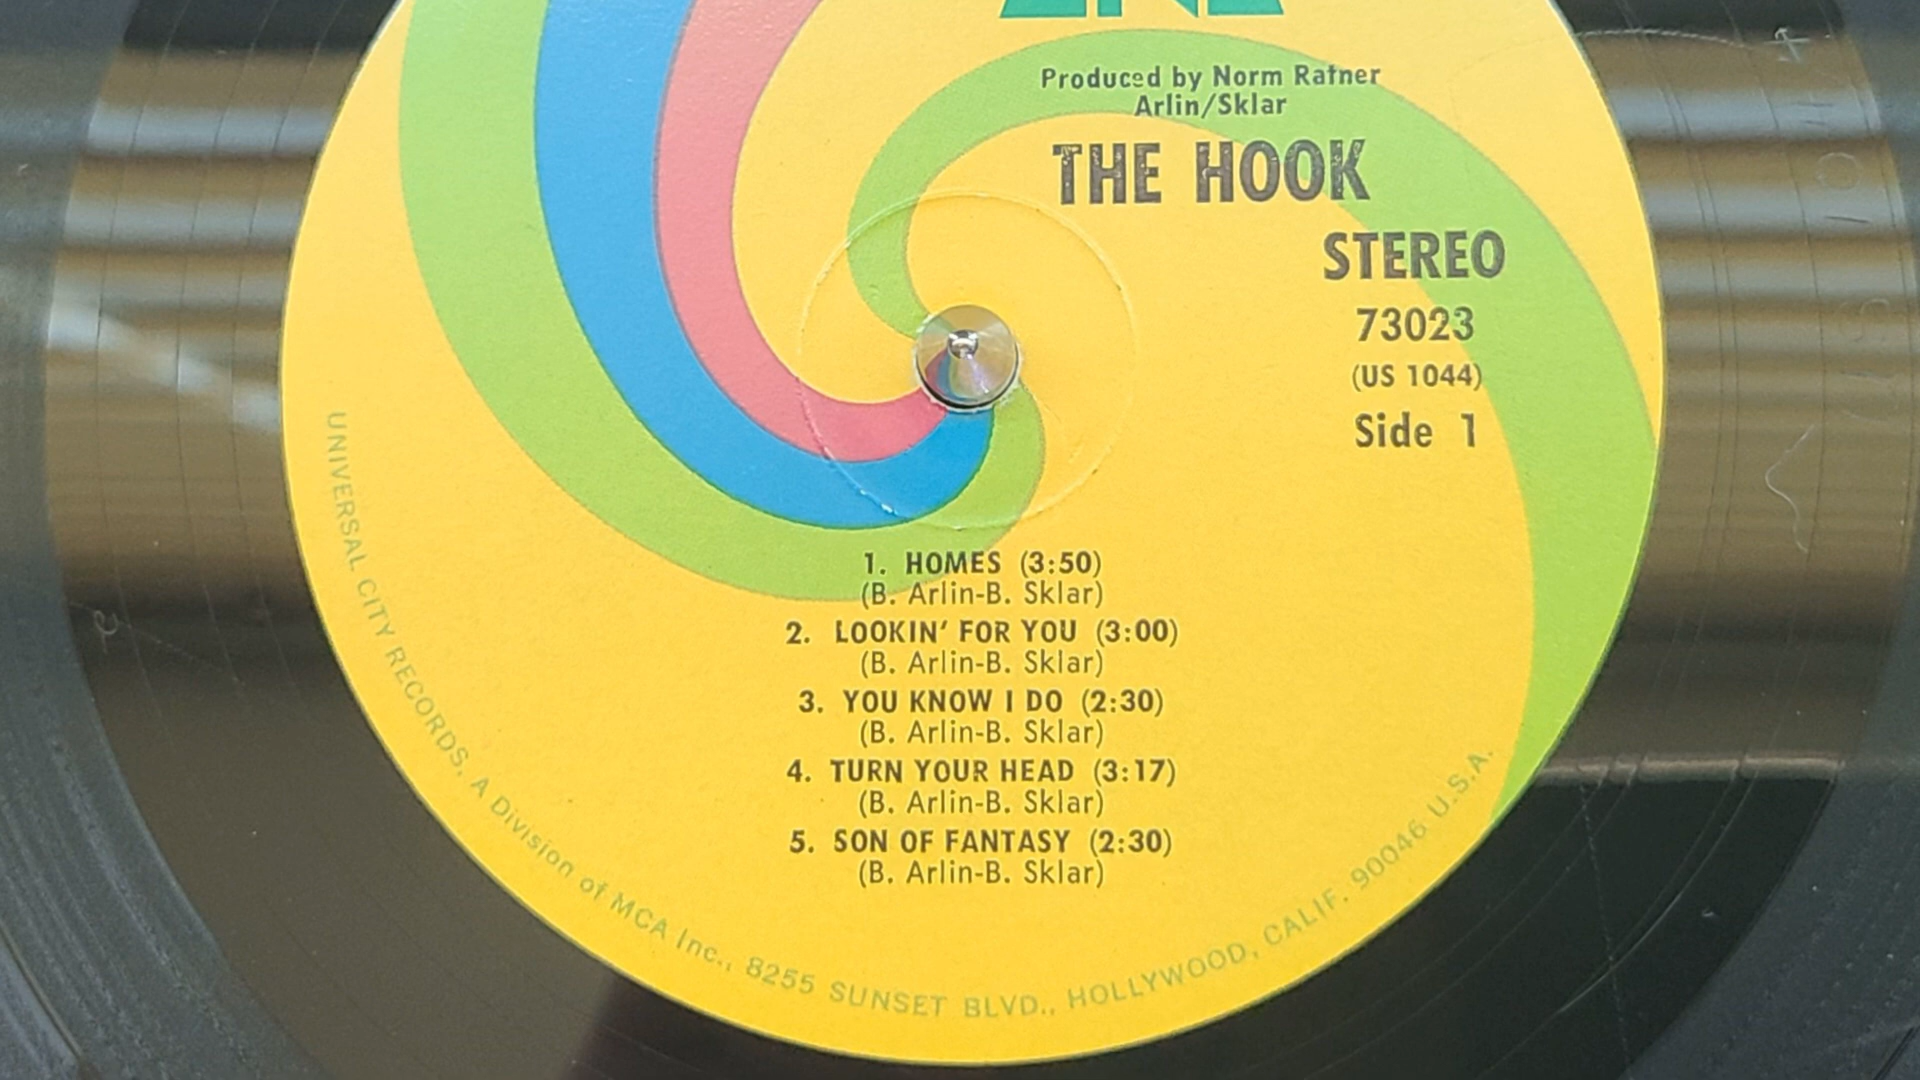 Produced by Norm Ratner
Arlin/Sklar
THE HOOK
STEREO
73023
(US 1044)
Side 1
1. HOMES (3:50)
(B. Arlin-B. Sklar)
2. LOOKIN' FOR YOU (3:00)
(B. Arlin-B. Sklar)
3. YOU KNOW I DO (2:30)
(B. Arlin-B. Sklar)
4. TURN YOUR HEAD (3:17)
(B. Arlin-B. Sklar)
5. SON OF FANTASY (2:30)
(B. Arlin-B. Sklar)
UNIVERSAL CITY RECORDS, A Division of MCA Inc., 8255 SUNSET BLVD., HOLLYWOOD, CALIF. 90046 U.S.A.